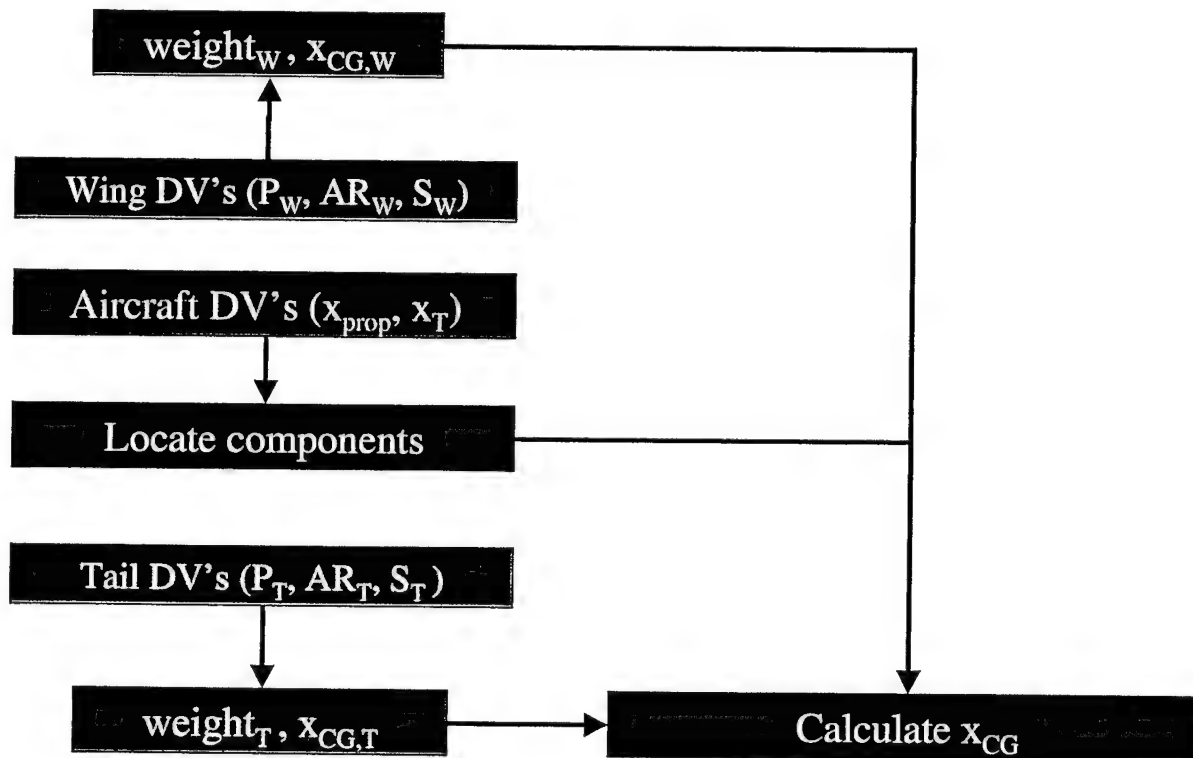 weight_W, x_CG,W
Wing DV's (P_W, AR_W, S_W)
Aircraft DV's (x_prop, x_T)
Locate components
Tail DV's (P_T, AR_T, S_T)
weight_T, x_CG,T
Calculate x_CG